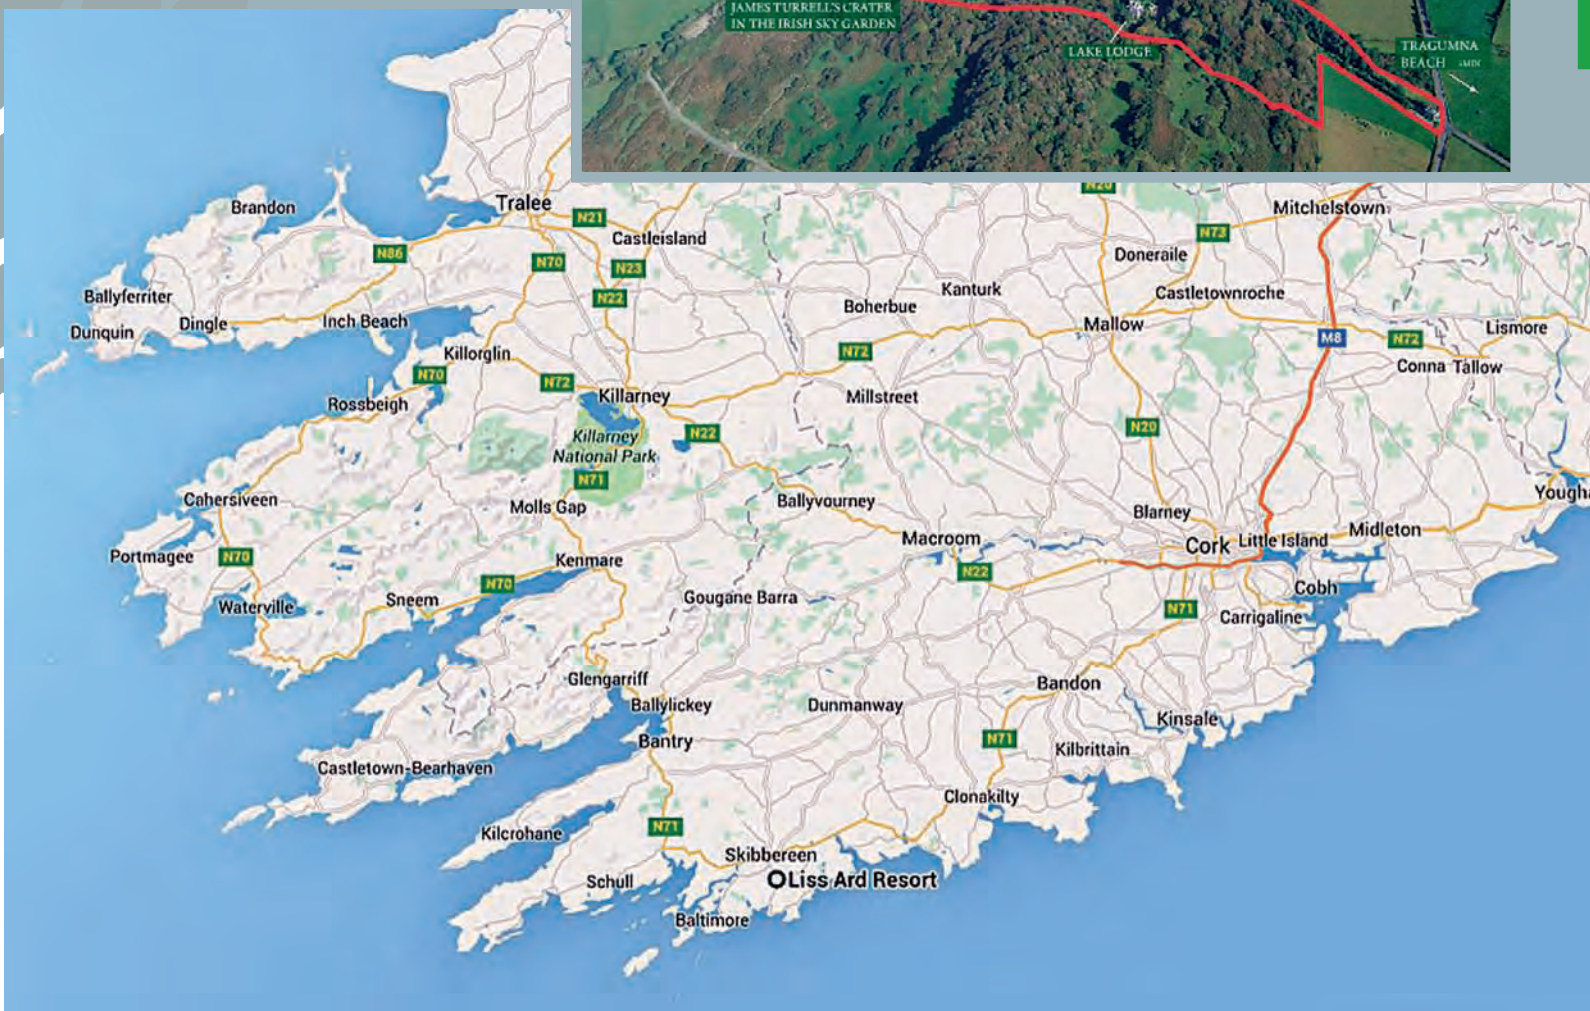 JAMES TURRELL'S CRATER
IN THE IRISH SKY GARDEN
LAKE LODGE
TRAGUMNA
BEACH 4MIN
N20
Mitchelstown
Brandon
Tralee
N21
N73
Castleisland
N86
N70
N23
Doneraile
Ballyferriter
N22
Kanturk
Castletownroche
Boherbue
Dunquin
Dingle
Inch Beach
Mallow
Lismore
M8
N72
Killorglin
N72
Conna
Tallow
N70
N72
Killarney
Millstreet
Rossbeigh
N22
N20
Killarney
National Park
N71
Cahersiveen
Molls Gap
Ballyvourney
Blarney
Macroom
Cork
Little Island
Midleton
Portmagee
N70
Kenmare
N22
N70
Cobh
Waterville
Sneem
Gougane Barra
N71
Carrigaline
Glengarriff
Bandon
Ballylickey
Dunmanway
Kinsale
Bantry
N71
Kilbrittain
Castletown-Bearhaven
Clonakilty
Kilcrohane
N71
Skibbereen
Schull
Liss Ard Resort
Baltimore